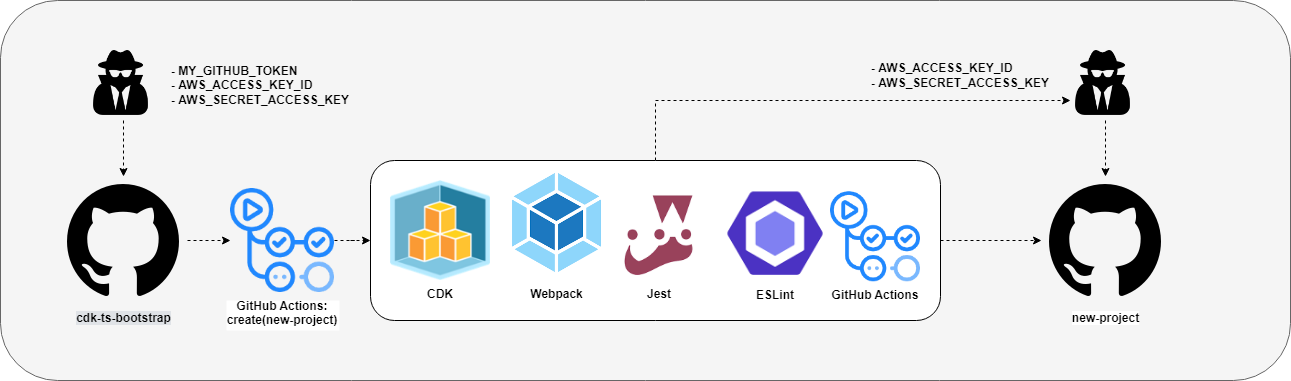 - MY_GITHUB_TOKEN
- AWS_ACCESS_KEY_ID
- AWS_SECRET_ACCESS_KEY
- AWS_ACCESS_KEY_ID
- AWS_SECRET_ACCESS_KEY
cdk-ts-bootstrap
GitHub Actions:
create(new-project)
CDK
Webpack
Jest
ESLint
GitHub Actions
new-project